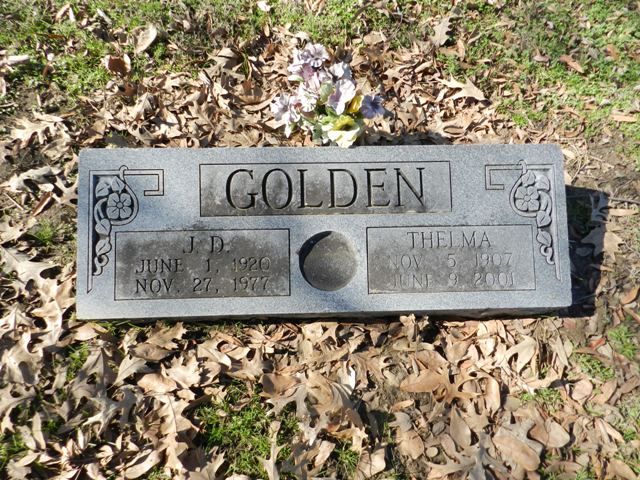 GOLDEN
J. D.
JUNE 1, 1920
NOV. 27, 1977
THELMA
NOV. 5, 1907
JUNE 9, 2001